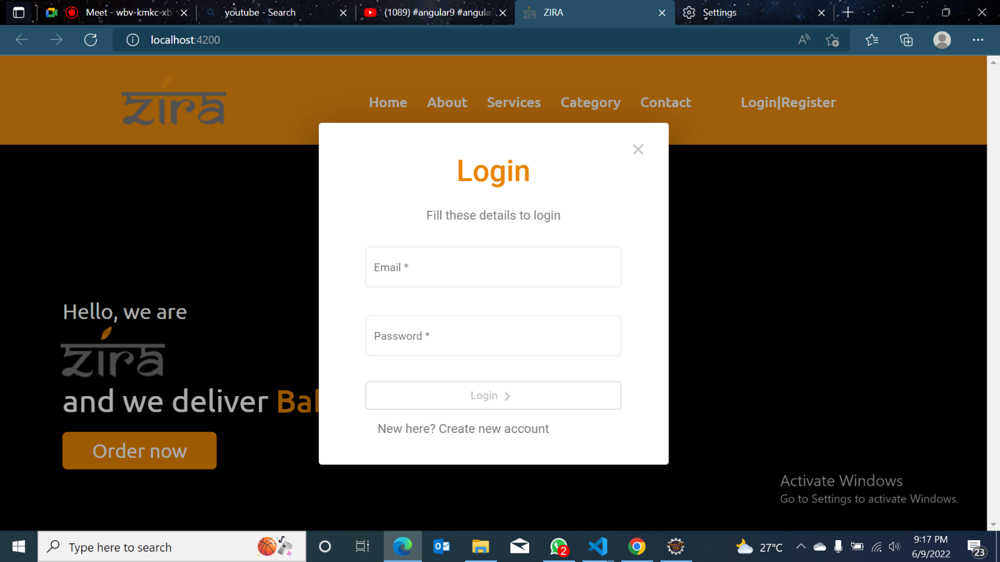 Meet - wbv-kmkc-xb
youtube - Search
(1089) #angular9 #angula
ZIRA
Settings
localhost:4200
zira
Home About Services Category Contact Login|Register
Login
Fill these details to login
Email *
Password *
Login
New here? Create new account
Hello, we are
zira
and we deliver
Order now
Activate Windows
Go to Settings to activate Windows.
Type here to search
2
27°C
9:17 PM
6/9/2022
23